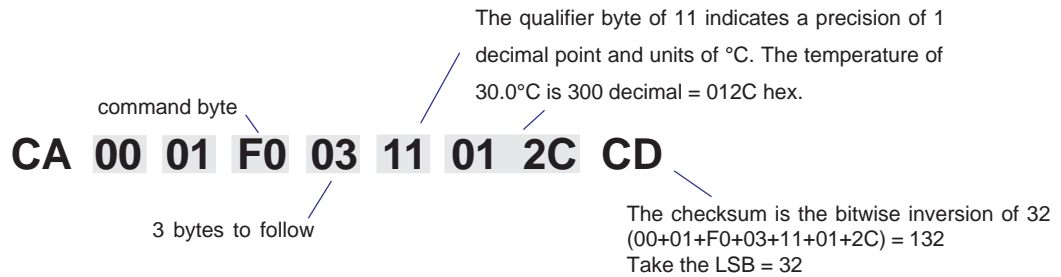 The qualifier byte of 11 indicates a precision of 1
decimal point and units of °C. The temperature of
30.0°C is 300 decimal = 012C hex.
command byte
CA 00 01 F0 03 11 01 2C CD
3 bytes to follow
The checksum is the bitwise inversion of 32
(00+01+F0+03+11+01+2C) = 132
Take the LSB = 32